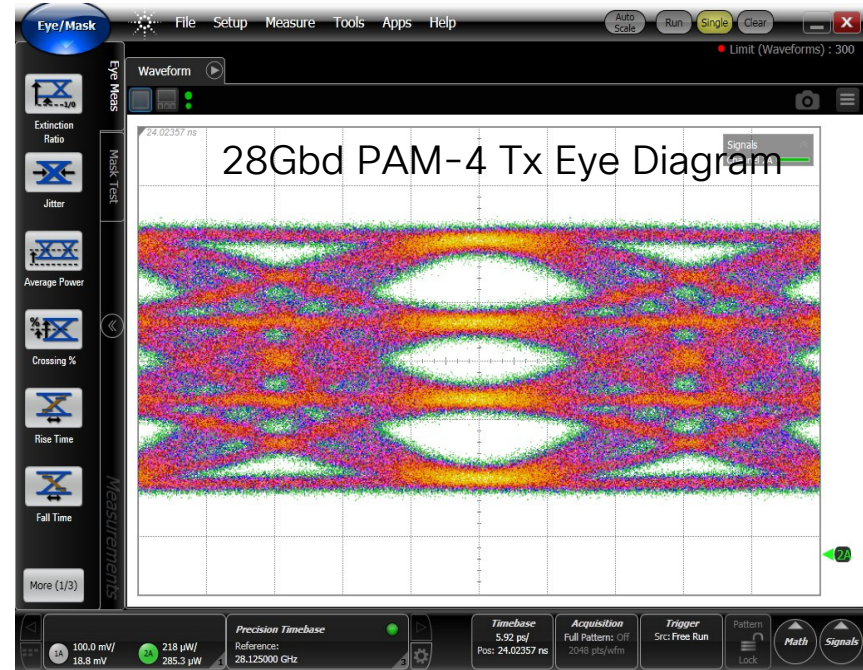 Eye/Mask
File Setup Measure Tools Apps Help
Auto
Scale
Run
Single
Clear
Limit (Waveforms) : 300
Waveform
Eye Meas
Mask Test
Measurements
24.02357 ns
28Gbd PAM-4 Tx Eye Diagram
Signals
Extinction
Ratio
Jitter
Average Power
Crossing %
Rise Time
Fall Time
More (1/3)
2A
1A
100.0 mV/
18.8 mV
2A
218 µW/
285.3 µW
1
Precision Timebase
Reference:
28.125000 GHz
3
Timebase
5.92 ps/
Pos: 24.02357 ns
Acquisition
Full Pattern: Off
2048 pts/wfm
Trigger
Src: Free Run
Pattern
Lock
Math
Signals